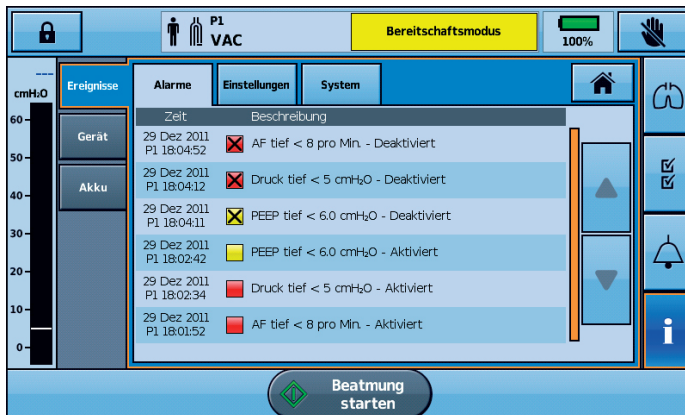 P1
VAC
Bereitschaftsmodus
100%
---
cmH₂O
60
50
40
30
20
10
0
Ereignisse
Gerät
Akku
Alarme
Einstellungen
System
Zeit Beschreibung
29 Dez 2011
P1 18:04:52
AF tief < 8 pro Min. - Deaktiviert
29 Dez 2011
P1 18:04:12
Druck tief < 5 cmH₂O - Deaktiviert
29 Dez 2011
P1 18:04:11
PEEP tief < 6.0 cmH₂O - Deaktiviert
29 Dez 2011
P1 18:02:42
PEEP tief < 6.0 cmH₂O - Aktiviert
29 Dez 2011
P1 18:02:34
Druck tief < 5 cmH₂O - Aktiviert
29 Dez 2011
P1 18:01:52
AF tief < 8 pro Min. - Aktiviert
i
Beatmung
starten